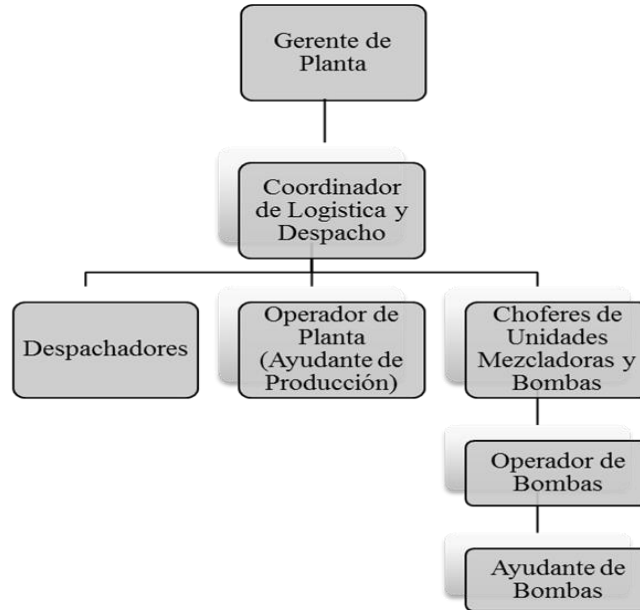 Gerente de
Planta
Coordinador
de Logistica y
Despacho
Despachadores
Operador de
Planta
(Ayudante de
Producción)
Choferes de
Unidades
Mezcladoras y
Bombas
Operador de
Bombas
Ayudante de
Bombas